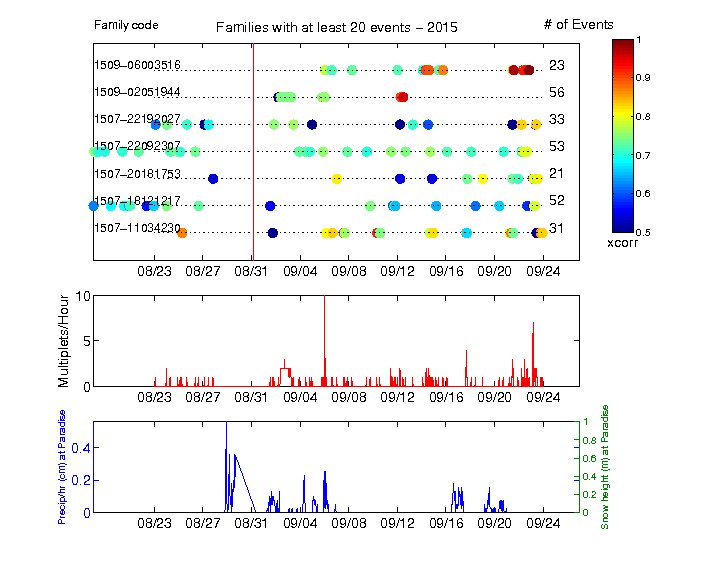 Family code
Families with at least 20 events − 2015
# of Events
1509−06003516 23
1509−02051944 56
1507−22192027 33
1507−22092307 53
1507−20181753 21
1507−18121217 52
1507−11034230 31
08/23 08/27 08/31 09/04 09/08 09/12 09/16 09/20 09/24
1
0.9
0.8
0.7
0.6
0.5
xcorr
Multiplets/Hour
10
5
0
08/23 08/27 08/31 09/04 09/08 09/12 09/16 09/20 09/24
Precip/hr (cm) at Paradise
0.4
0.2
0
1
0.8
0.6
0.4
0.2
0
Snow height (m) at Paradise
08/23 08/27 08/31 09/04 09/08 09/12 09/16 09/20 09/24